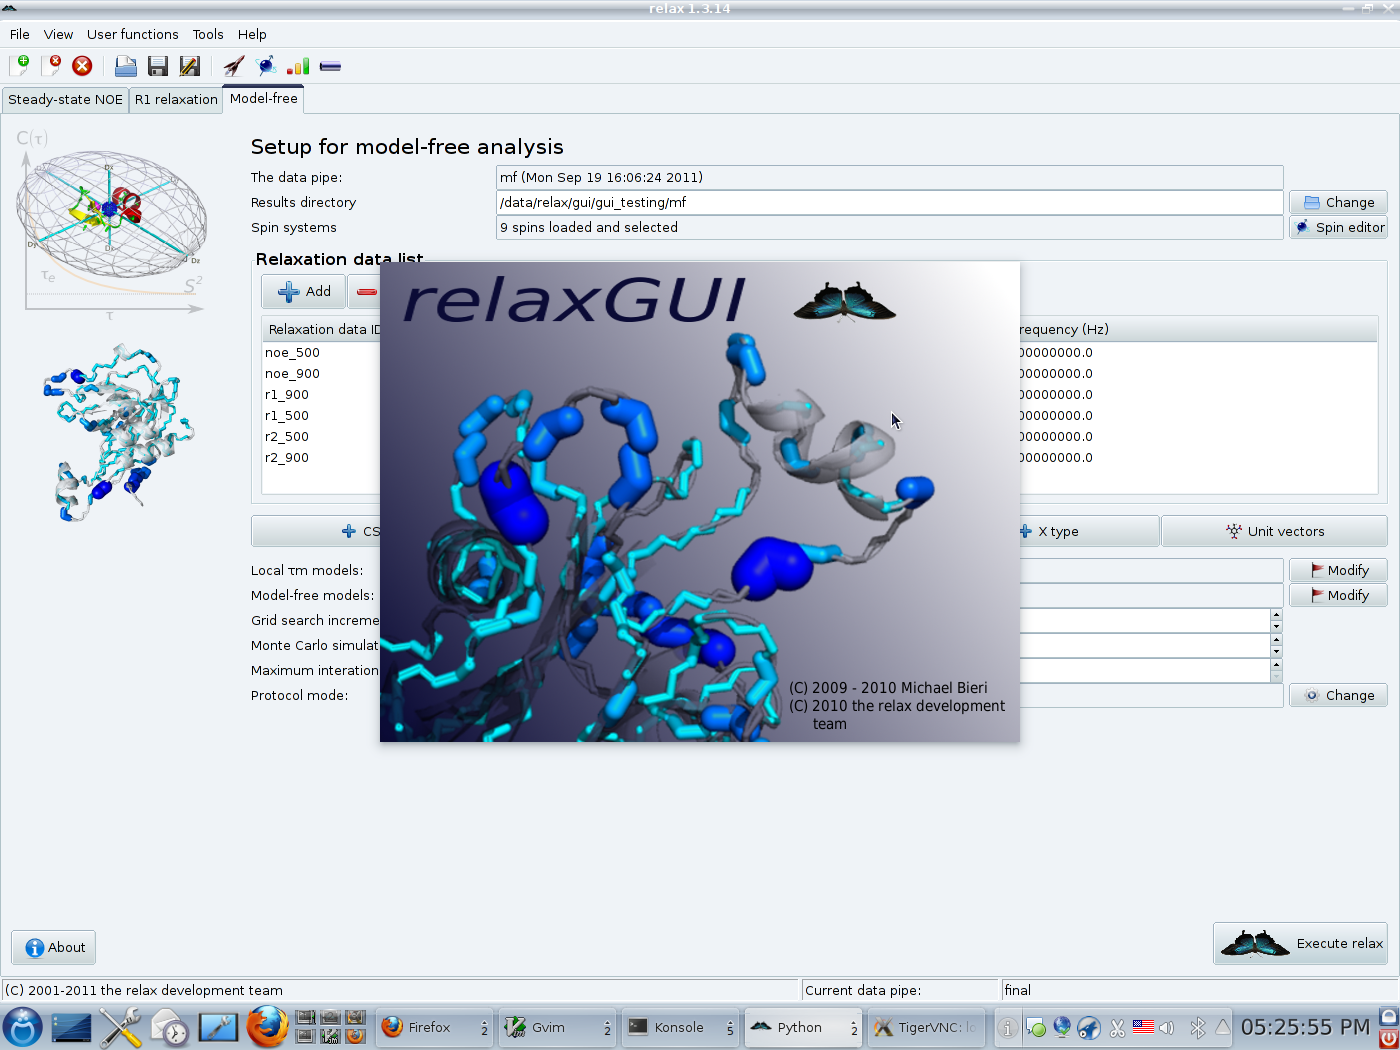 relax 1.3.14
File View User functions Tools Help
Steady-state NOE R1 relaxation Model-free
C(τ)
Setup for model-free analysis
The data pipe: mf (Mon Sep 19 16:06:24 2011)
Results directory /data/relax/gui/gui_testing/mf Change
Spin systems 9 spins loaded and selected Spin editor
Dz
Dy
Dz
τe
S²
τ
Relaxation data list
Add
Relaxation data ID requency (Hz)
noe_500 00000000.0
noe_900 00000000.0
r1_900 00000000.0
r1_500 00000000.0
r2_500 00000000.0
r2_900 00000000.0
relaxGUI
CS X type Unit vectors
Local τm models: Modify
Model-free models: Modify
Grid search increme
Monte Carlo simulat
Maximum interation
Protocol mode: Change
(C) 2009 - 2010 Michael Bieri
(C) 2010 the relax development
team
About Execute relax
(C) 2001-2011 the relax development team Current data pipe: final
Firefox 2 Gvim 2 Konsole 5 Python 2 TigerVNC: lo 05:25:55 PM